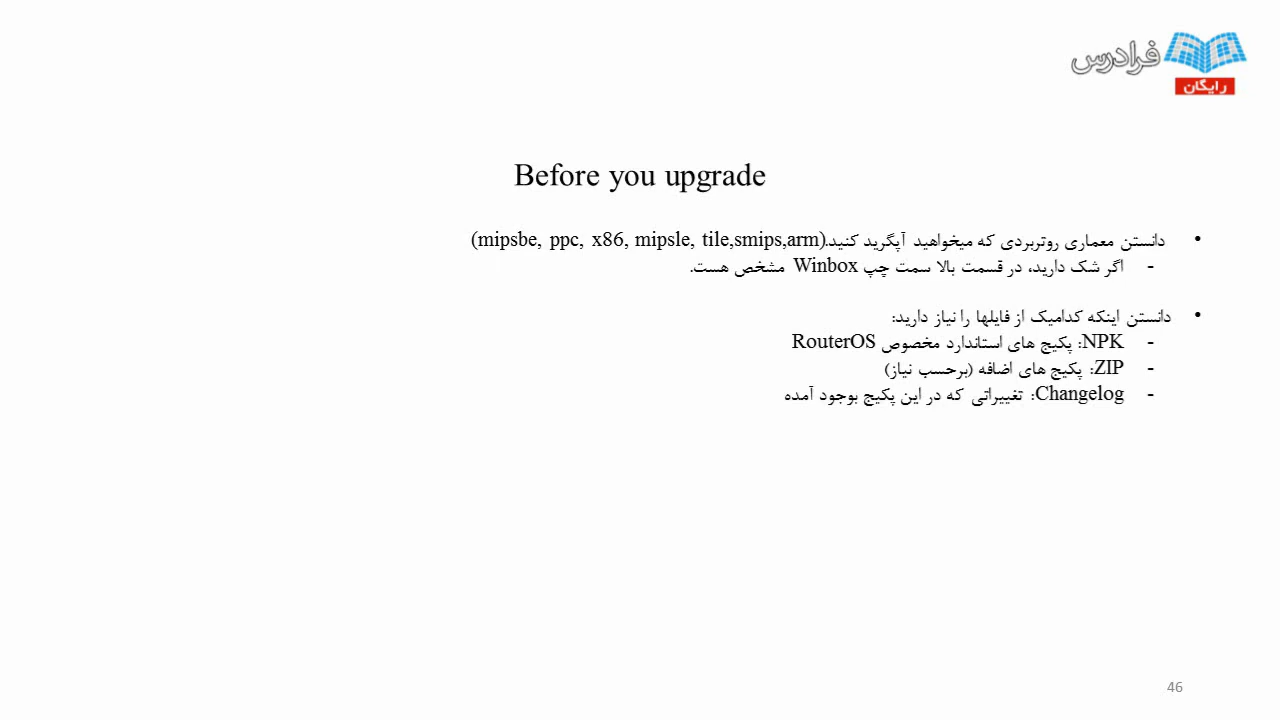 فرادرس
رایگان
Before you upgrade
• دانستن معماری روتربردی که میخواهید آپگرید کنید.(mipsbe, ppc, x86, mipsle, tile,smips,arm)
- اگر شک دارید، در قسمت بالا سمت چپ Winbox مشخص هست.
• دانستن اینکه کدامیک از فایلها را نیاز دارید:
- NPK: پکیج های استاندارد مخصوص RouterOS
- ZIP: پکیج های اضافه (برحسب نیاز)
- Changelog: تغییراتی که در این پکیج بوجود آمده
46